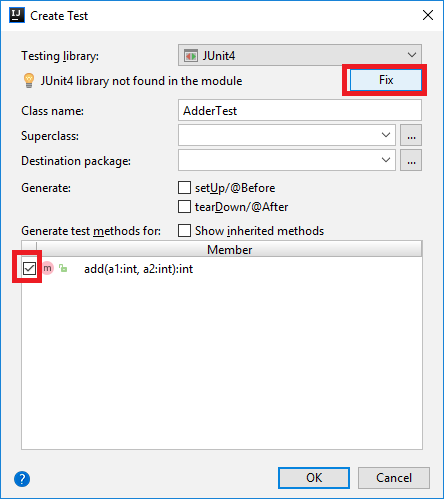 IJ Create Test
Testing library: JUnit4
JUnit4 library not found in the module Fix
Class name: AdderTest
Superclass: ...
Destination package: ...
Generate: setUp/@Before
tearDown/@After
Generate test methods for: Show inherited methods
Member
m add(a1:int, a2:int):int
? OK Cancel